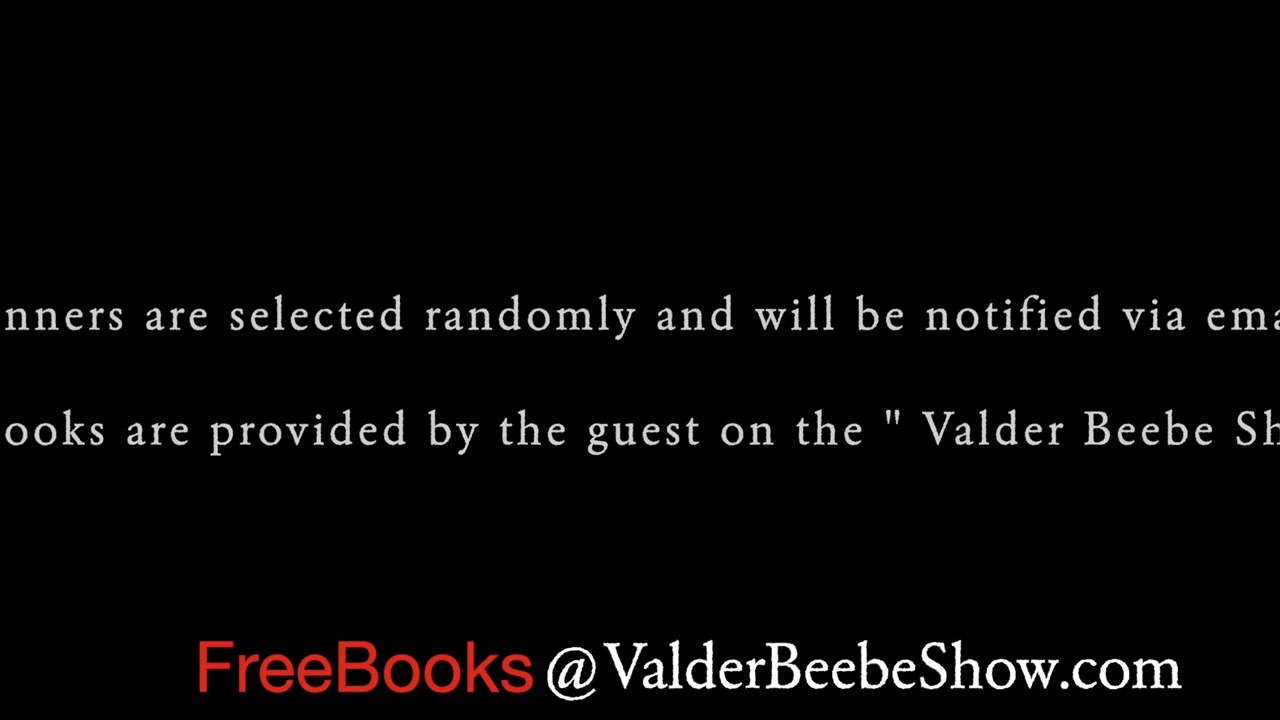 nners are selected randomly and will be notified via ema
ooks are provided by the guest on the " Valder Beebe Sh
FreeBooks@ValderBeebeShow.com